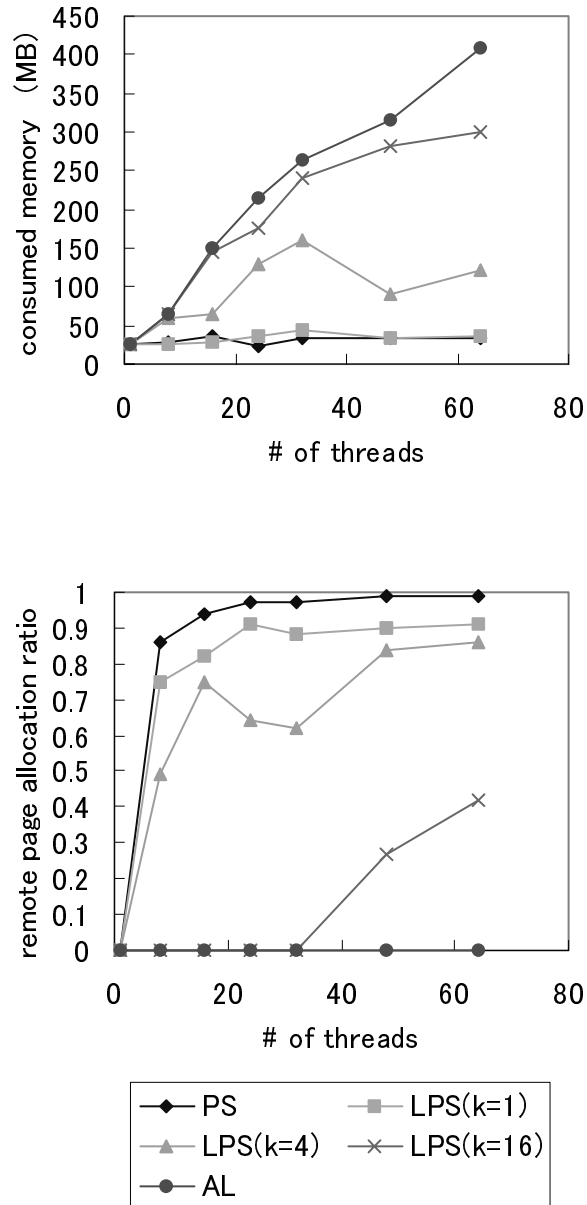 450
400
350
300
250
200
150
100
50
0
consumed memory (MB)
0 20 40 60 80
# of threads
1
0.9
0.8
0.7
0.6
0.5
0.4
0.3
0.2
0.1
0
remote page allocation ratio
0 20 40 60 80
# of threads
PS LPS(k=1)
LPS(k=4) LPS(k=16)
AL